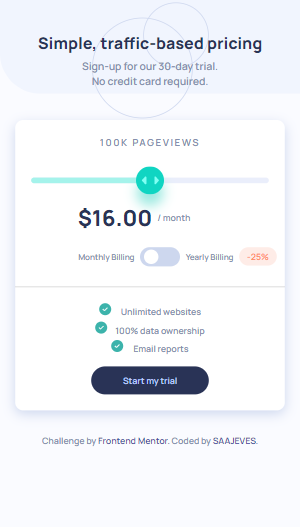 Simple, traffic-based pricing
Sign-up for our 30-day trial.
No credit card required.
100K PAGEVIEWS
$16.00 / month
Monthly Billing Yearly Billing -25%
Unlimited websites
100% data ownership
Email reports
Start my trial
Challenge by Frontend Mentor. Coded by SAAJEVES.